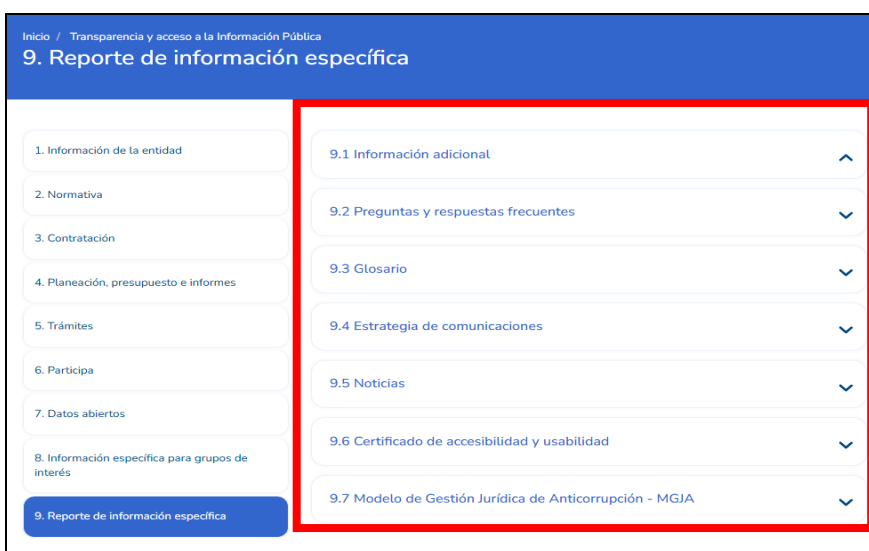 Inicio / Transparencia y acceso a la Información Pública
9. Reporte de información específica
1. Información de la entidad
2. Normativa
3. Contratación
4. Planeación, presupuesto e informes
5. Trámites
6. Participa
7. Datos abiertos
8. Información específica para grupos de
interés
9. Reporte de información específica
9.1 Información adicional
9.2 Preguntas y respuestas frecuentes
9.3 Glosario
9.4 Estrategia de comunicaciones
9.5 Noticias
9.6 Certificado de accesibilidad y usabilidad
9.7 Modelo de Gestión Jurídica de Anticorrupción - MGJA